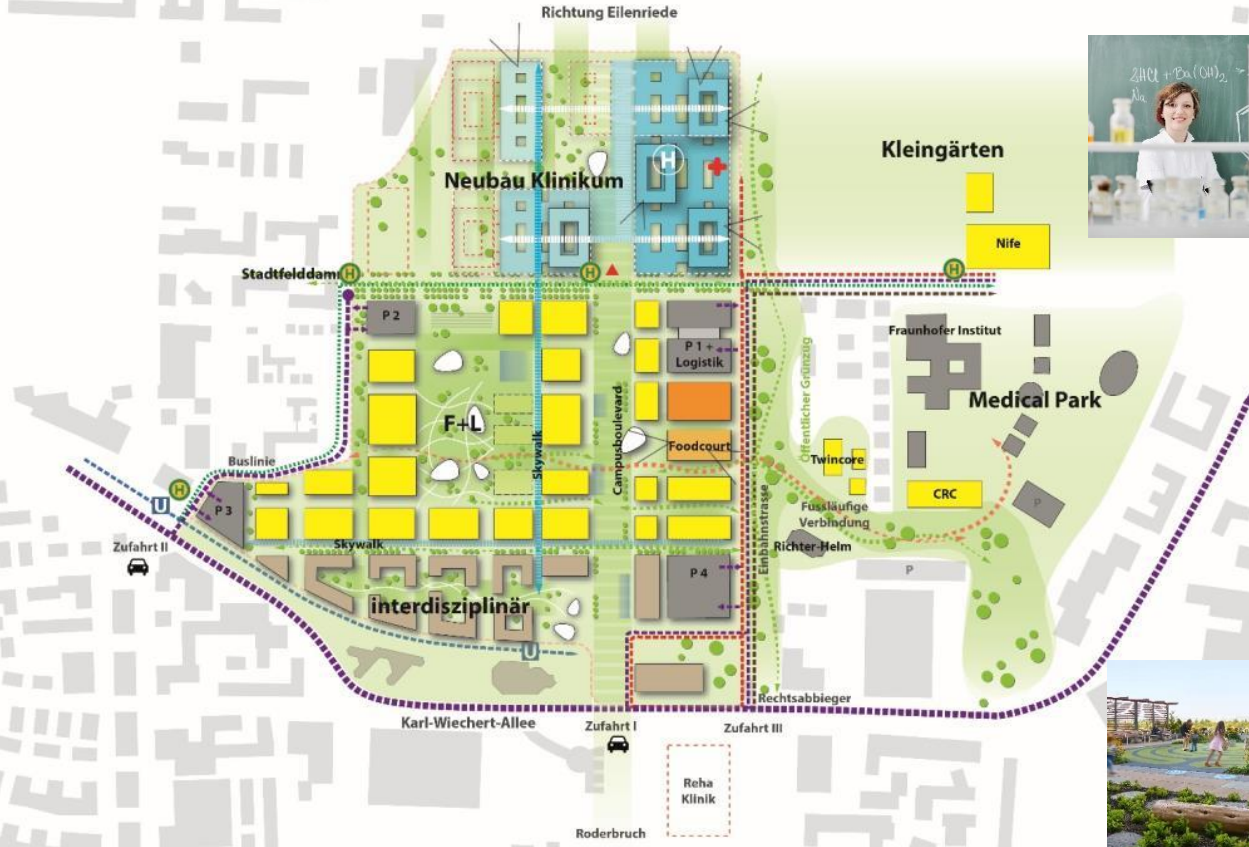 Richtung Eilenriede
2HCl + Ba(OH)2
Na
Kleingärten
H
Neubau Klinikum
Nife
Stadtfelddamm
H
H
H
P 2
Fraunhofer Institut
P 1 +
Logistik
Öffentlicher Grünzüg
Medical Park
Campusboulevard
F+L
Foodcourt
Skywalk
Twincore
Buslinie
H
U
P 3
CRC
P
Einbahnstrasse
Fussläufige
Verbindung
Zufahrt II
Skywalk
Richter-Helm
P 4
P
interdisziplinär
U
Rechtsabbieger
Karl-Wiechert-Allee
Zufahrt I
Zufahrt III
Reha
Klinik
Roderbruch